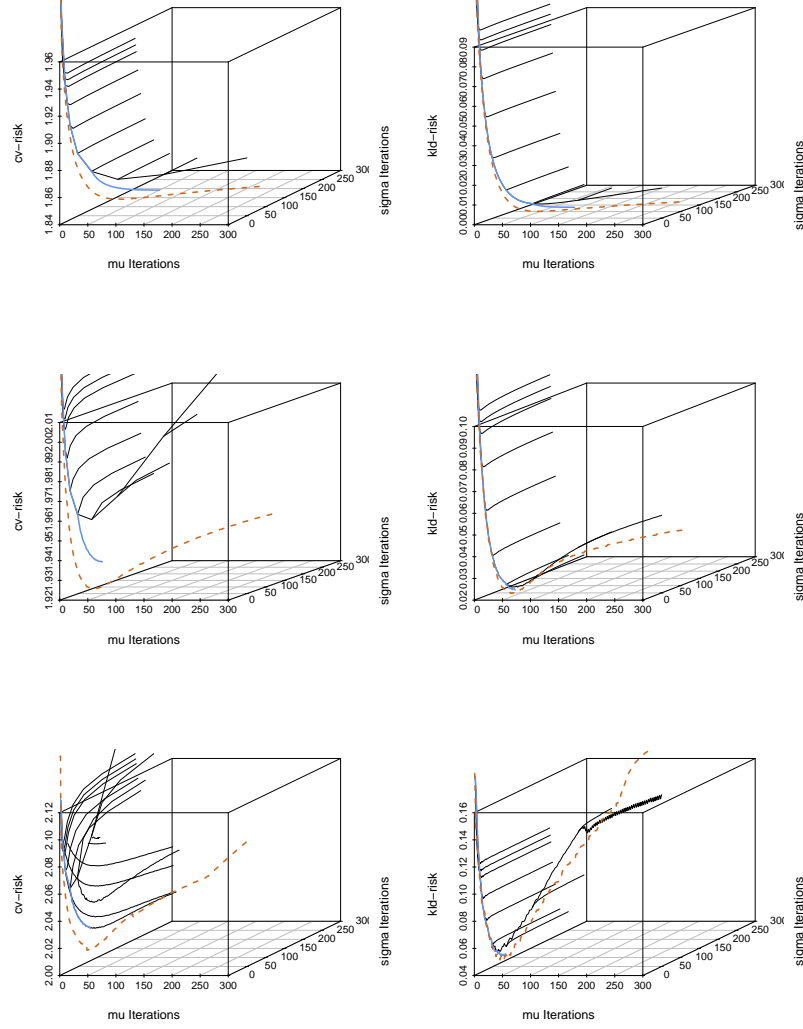 cv−risk
1.84 1.86 1.88 1.90 1.92 1.94 1.96
0 50 100 150 200 250 300
mu Iterations
0 50 100 150 200 250 30
sigma Iterations
kld−risk
0.00 0.01 0.02 0.03 0.04 0.05 0.06 0.07 0.08 0.09
0 50 100 150 200 250 300
mu Iterations
0 50 100 150 200 250 30
sigma Iterations
cv−risk
1.92 1.93 1.94 1.95 1.96 1.97 1.98 1.99 2.00 2.01
0 50 100 150 200 250 300
mu Iterations
0 50 100 150 200 250 30
sigma Iterations
kld−risk
0.02 0.03 0.04 0.05 0.06 0.07 0.08 0.09 0.10
0 50 100 150 200 250 300
mu Iterations
0 50 100 150 200 250 30
sigma Iterations
cv−risk
2.00 2.02 2.04 2.06 2.08 2.10 2.12
0 50 100 150 200 250 300
mu Iterations
0 50 100 150 200 250 30
sigma Iterations
kld−risk
0.04 0.06 0.08 0.10 0.12 0.14 0.16
0 50 100 150 200 250 300
mu Iterations
0 50 100 150 200 250 30
sigma Iterations